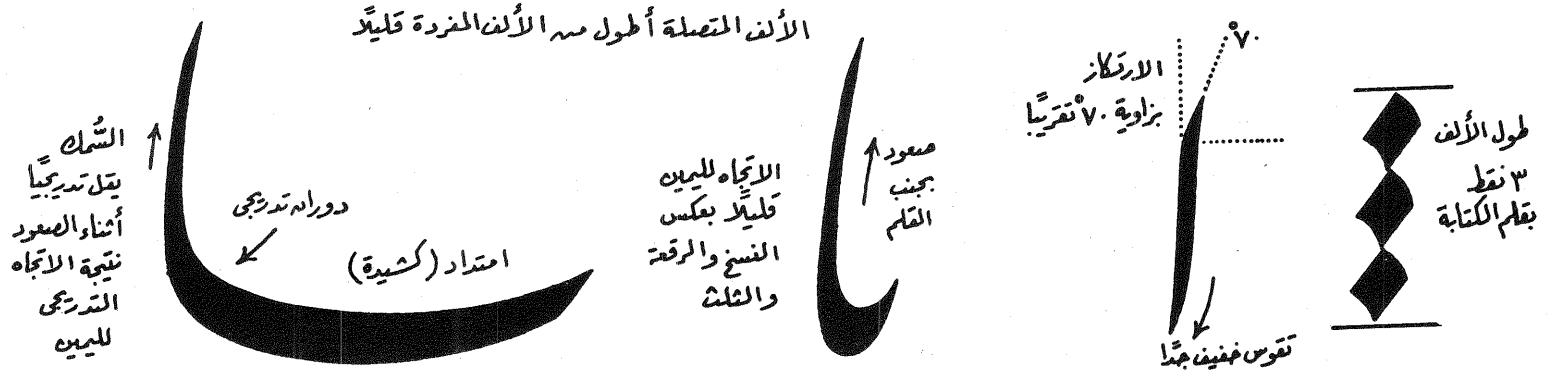 الألف المتصلة أطول من الألف المفردة قليلًا
طول الألف
٣ نقط
بقلم الكتابة
٧٠°
الارتكاز
بزاوية ٧٠° تقريبًا
تقوس خفيف جدًا
صعود
بجنب
القلم
الاتجاه لليمين
قليلًا بعكس
النسخ والرقعة
والثلث
امتداد (كشيدة)
دوران تدريجى
السُّمك
يقل تدريجيًا
أثناء الصعود
نتيجة الاتجاه
التدريجى
لليمين